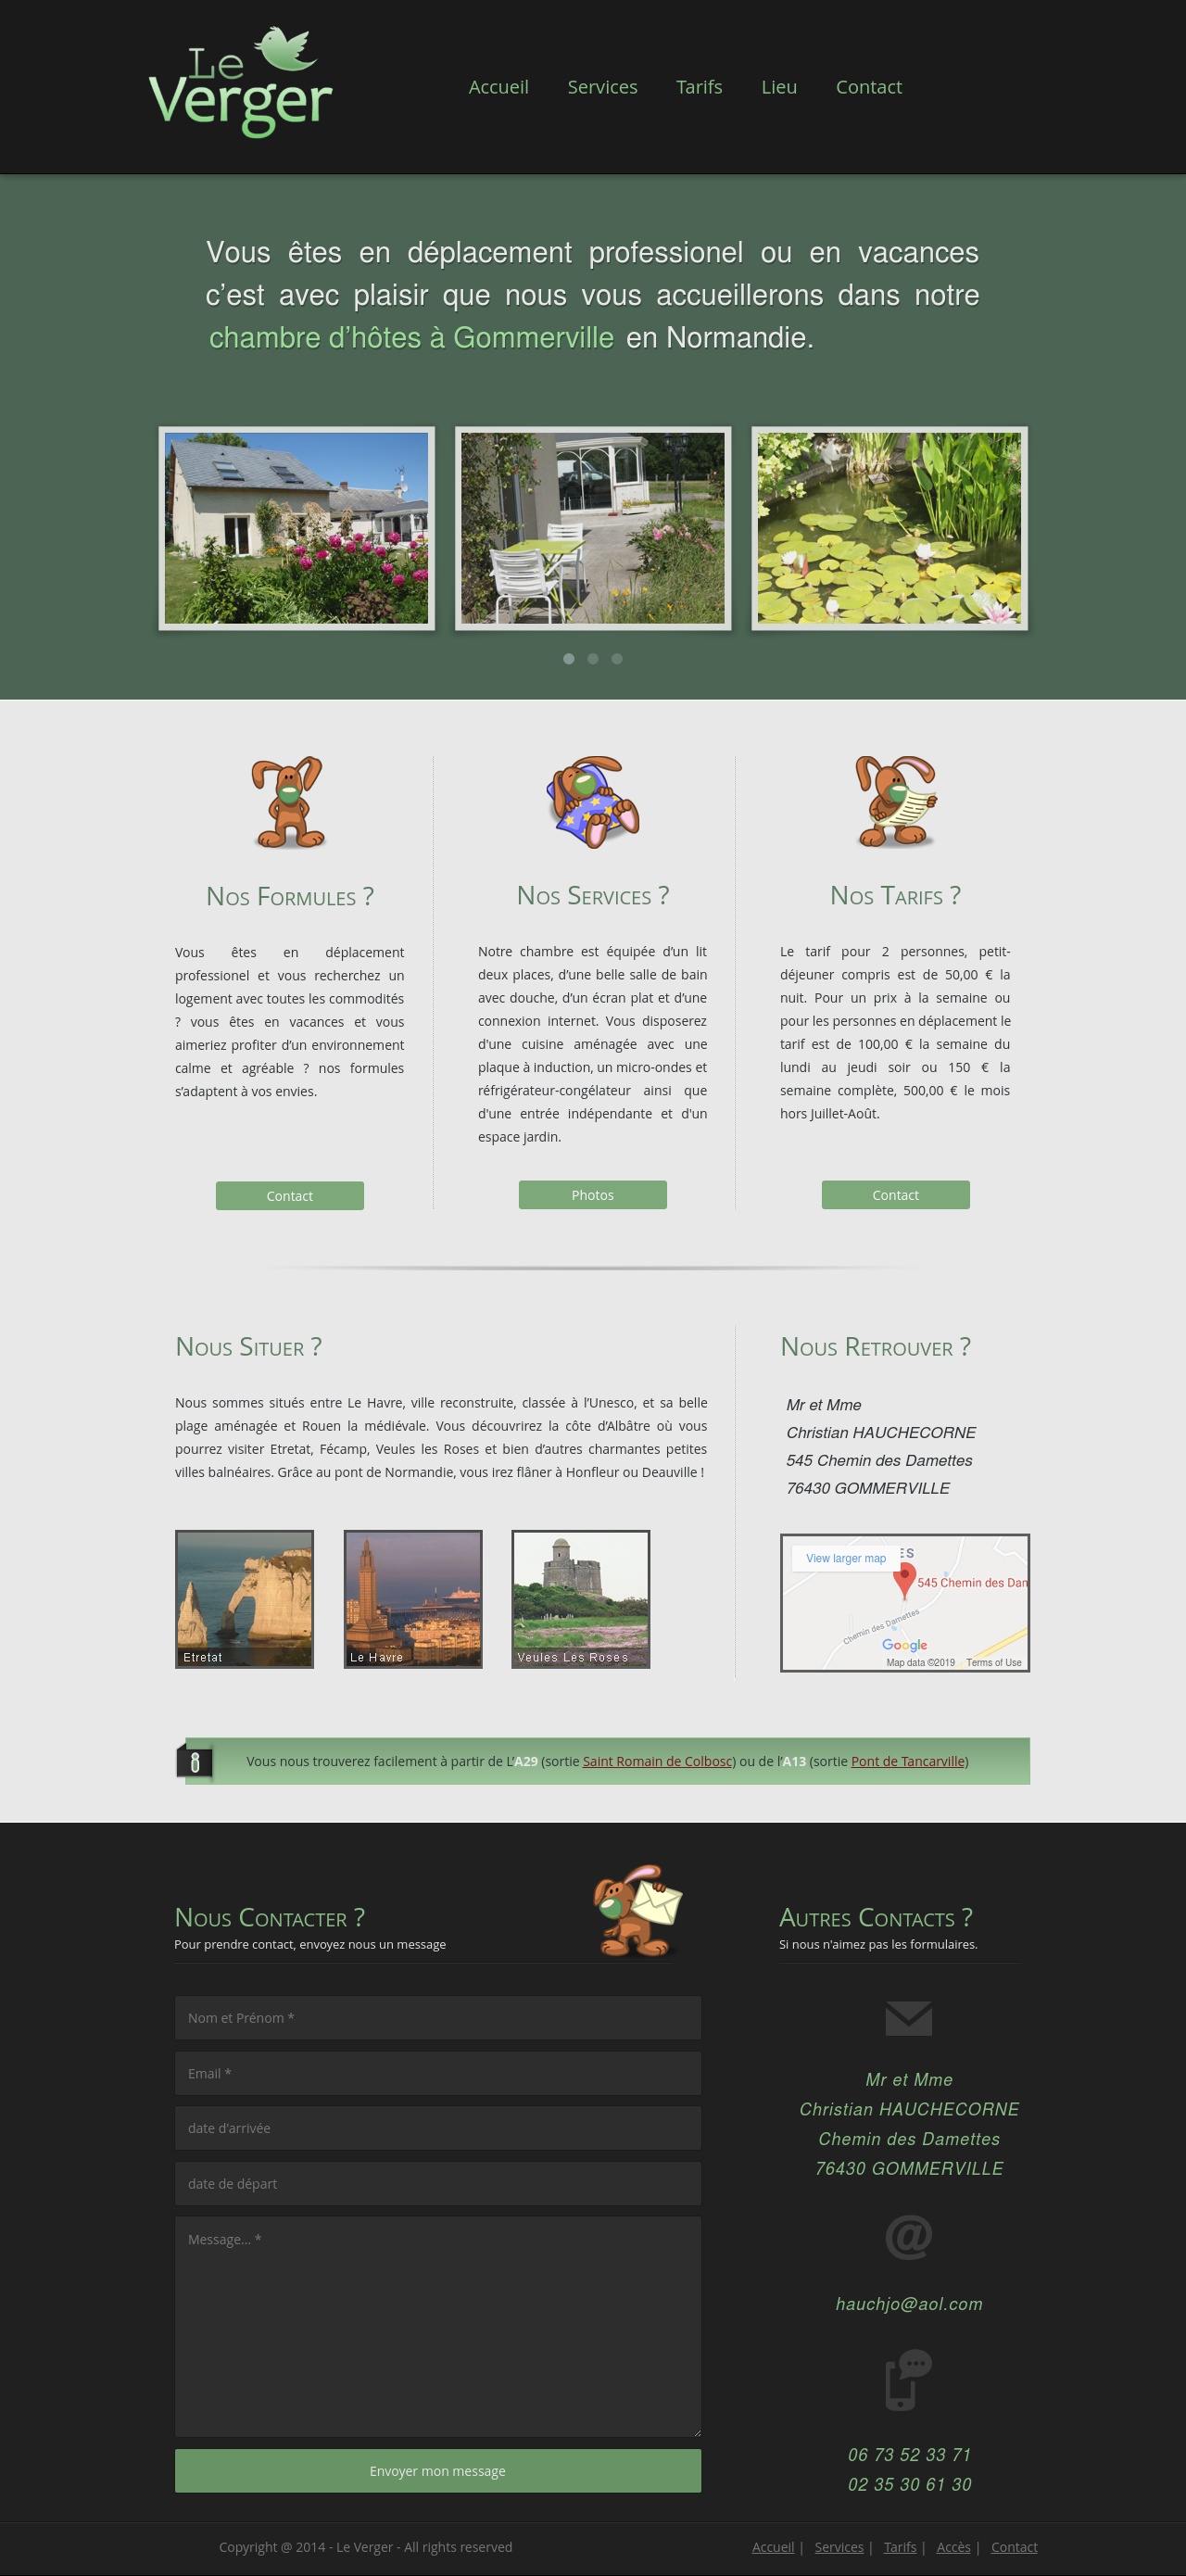 Le
Verger
Accueil Services Tarifs Lieu Contact
Vous êtes en déplacement professionel ou en vacances
c’est avec plaisir que nous vous accueillerons dans notre
chambre d’hôtes à Gommerville en Normandie.
Nos Formules ?
Vous êtes en déplacement
professionel et vous recherchez un
logement avec toutes les commodités
? vous êtes en vacances et vous
aimeriez profiter d’un environnement
calme et agréable ? nos formules
s’adaptent à vos envies.
Contact
Nos Services ?
Notre chambre est équipée d’un lit
deux places, d’une belle salle de bain
avec douche, d’un écran plat et d’une
connexion internet. Vous disposerez
d'une cuisine aménagée avec une
plaque à induction, un micro-ondes et
réfrigérateur-congélateur ainsi que
d'une entrée indépendante et d'un
espace jardin.
Photos
Nos Tarifs ?
Le tarif pour 2 personnes, petit-
déjeuner compris est de 50,00 € la
nuit. Pour un prix à la semaine ou
pour les personnes en déplacement le
tarif est de 100,00 € la semaine du
lundi au jeudi soir ou 150 € la
semaine complète, 500,00 € le mois
hors Juillet-Août.
Contact
Nous Situer ?
Nous sommes situés entre Le Havre, ville reconstruite, classée à l’Unesco, et sa belle
plage aménagée et Rouen la médiévale. Vous découvrirez la côte d’Albâtre où vous
pourrez visiter Etretat, Fécamp, Veules les Roses et bien d’autres charmantes petites
villes balnéaires. Grâce au pont de Normandie, vous irez flâner à Honfleur ou Deauville !
Etretat
Le Havre
Veules Les Roses
Nous Retrouver ?
Mr et Mme
Christian HAUCHECORNE
545 Chemin des Damettes
76430 GOMMERVILLE
View larger map
ES
545 Chemin des Dam
Chemin des Damettes
Google
Map data ©2019 Terms of Use
Vous nous trouverez facilement à partir de L’A29 (sortie Saint Romain de Colbosc) ou de l’A13 (sortie Pont de Tancarville)
Nous Contacter ?
Pour prendre contact, envoyez nous un message
Nom et Prénom *
Email *
date d'arrivée
date de départ
Message... *
Envoyer mon message
Autres Contacts ?
Si nous n'aimez pas les formulaires.
Mr et Mme
Christian HAUCHECORNE
Chemin des Damettes
76430 GOMMERVILLE
@
hauchjo@aol.com
06 73 52 33 71
02 35 30 61 30
Copyright @ 2014 - Le Verger - All rights reserved
Accueil | Services | Tarifs | Accès | Contact